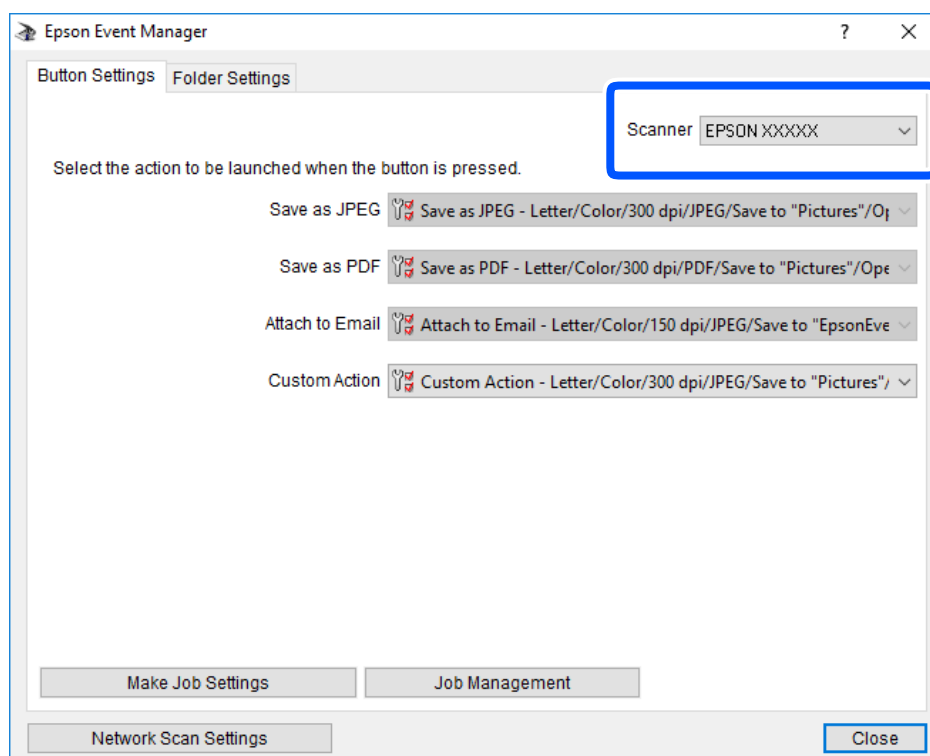 Epson Event Manager
Button Settings Folder Settings
Scanner EPSON XXXXX
Select the action to be launched when the button is pressed.
Save as JPEG Save as JPEG - Letter/Color/300 dpi/JPEG/Save to "Pictures"/Op
Save as PDF Save as PDF - Letter/Color/300 dpi/PDF/Save to "Pictures"/Ope
Attach to Email Attach to Email - Letter/Color/150 dpi/JPEG/Save to "EpsonEve
Custom Action Custom Action - Letter/Color/300 dpi/JPEG/Save to "Pictures"/
Make Job Settings Job Management
Network Scan Settings Close